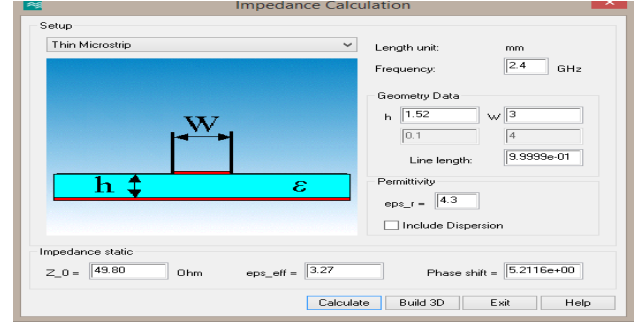 Impedance Calculation
Setup
Thin Microstrip
Length unit: mm
Frequency: 2.4 GHz
Geometry Data
h 1.52 W 3
0.1 4
Line length: 9.9999e-01
Permittivity
eps_r = 4.3
Include Dispersion
W
h ε
Impedance static
Z_0 = 49.80 Ohm eps_eff = 3.27 Phase shift = 5.2116e+00
Calculate Build 3D Exit Help